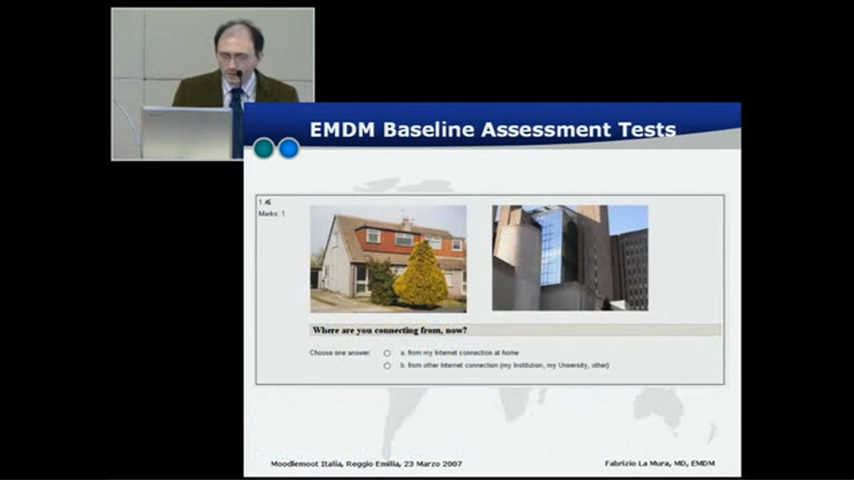 EMDM Baseline Assessment Tests
1
Marks: 1
Where are you connecting from, now?
Choose one answer.
a. from my Internet connection at home
b. from other Internet connection (my Institution, my University, other)
Moodlemoot Italia, Reggio Emilia, 23 Marzo 2007
Fabrizio La Mura, MD, EMDM